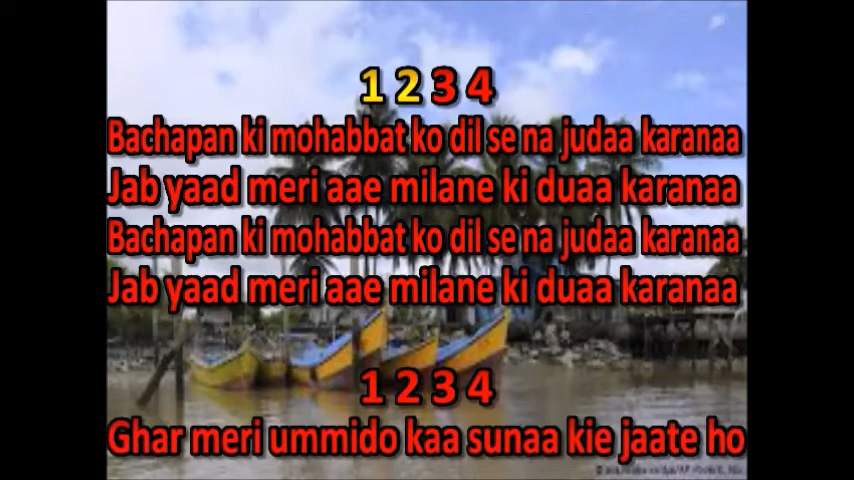 1 2 3 4
Bachapan ki mohabbat ko dil se na judaa karanaa
Jab yaad meri aae milane ki duaa karanaa
Bachapan ki mohabbat ko dil se na judaa karanaa
Jab yaad meri aae milane ki duaa karanaa
1 2 3 4
Ghar meri ummido kaa sunaa kie jaate ho